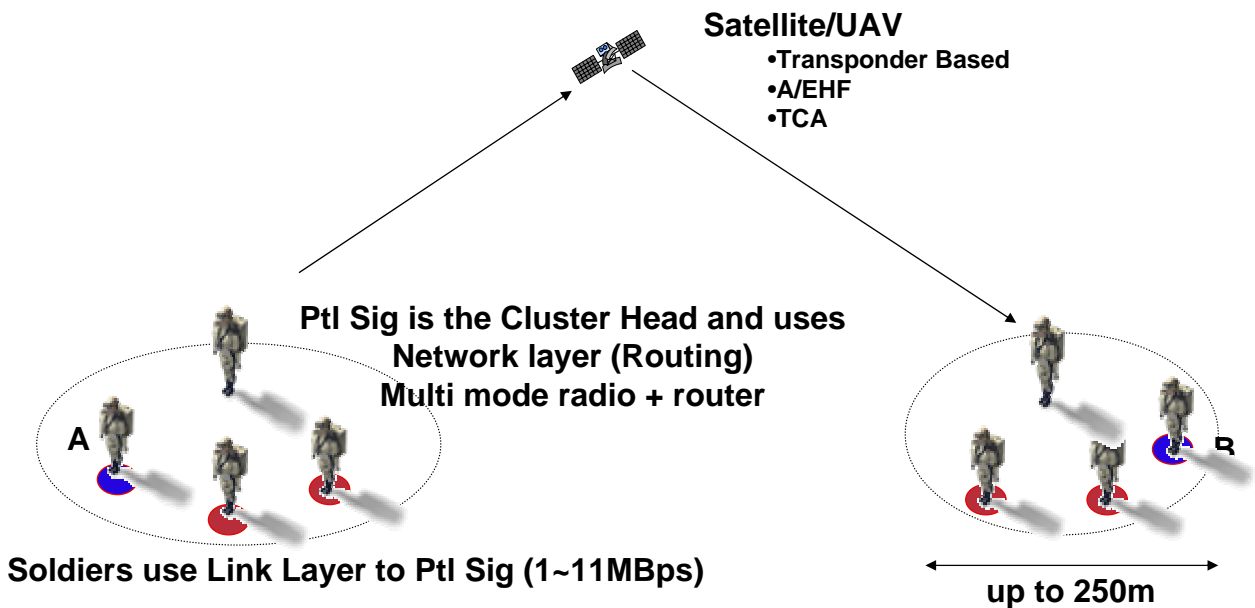 Satellite/UAV
•Transponder Based
•A/EHF
•TCA
Ptl Sig is the Cluster Head and uses
Network layer (Routing)
Multi mode radio + router
A
B
Soldiers use Link Layer to Ptl Sig (1~11MBps)
up to 250m